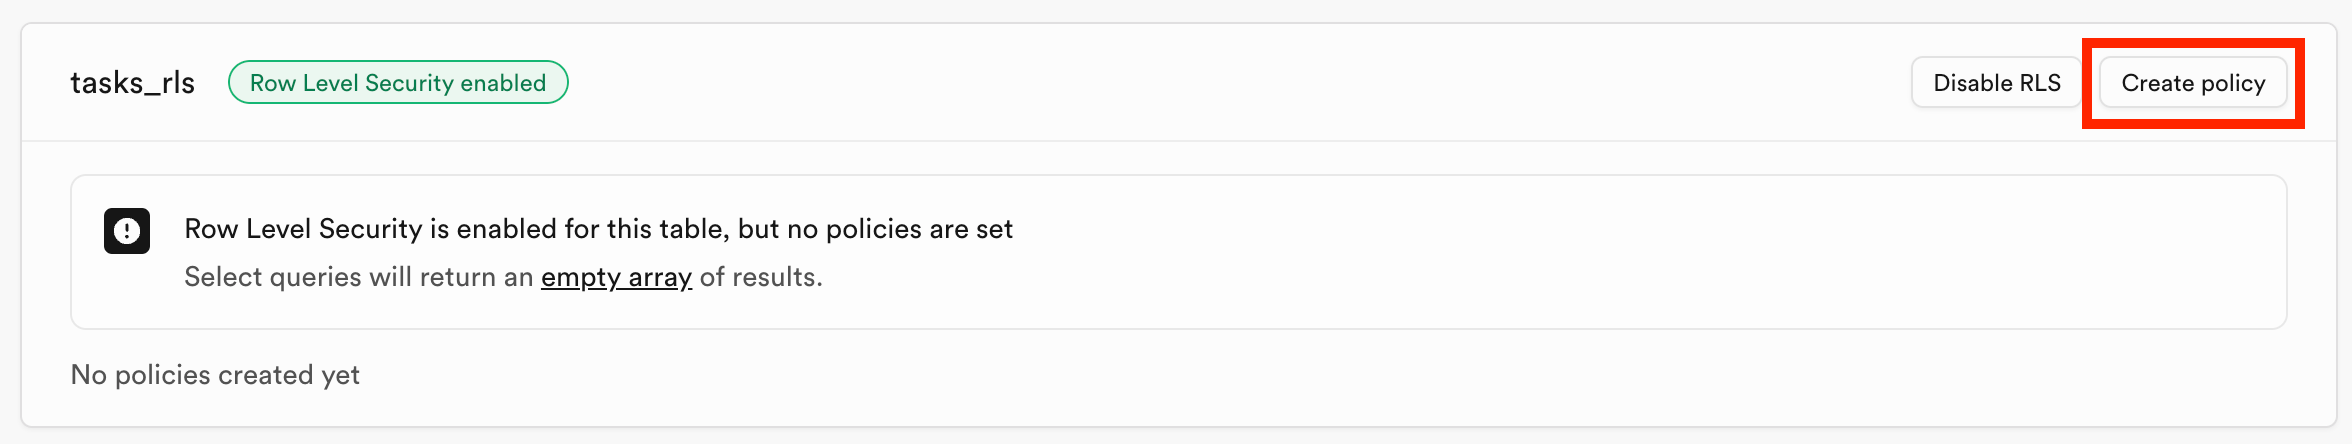 tasks_rls
Row Level Security enabled
Disable RLS
Create policy
Row Level Security is enabled for this table, but no policies are set
Select queries will return an empty array of results.
No policies created yet